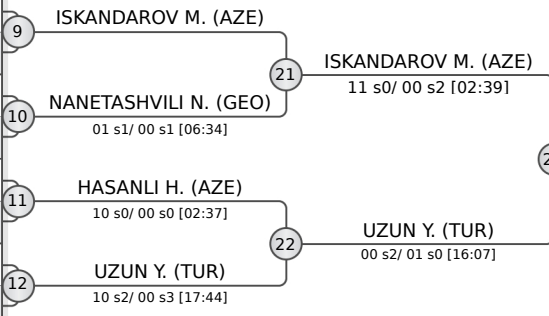 ISKANDAROV M. (AZE)
9
ISKANDAROV M. (AZE)
21
11 s0/ 00 s2 [02:39]
NANETASHVILI N. (GEO)
10
01 s1/ 00 s1 [06:34]
HASANLI H. (AZE)
11
10 s0/ 00 s0 [02:37]
UZUN Y. (TUR)
22
00 s2/ 01 s0 [16:07]
UZUN Y. (TUR)
12
10 s2/ 00 s3 [17:44]